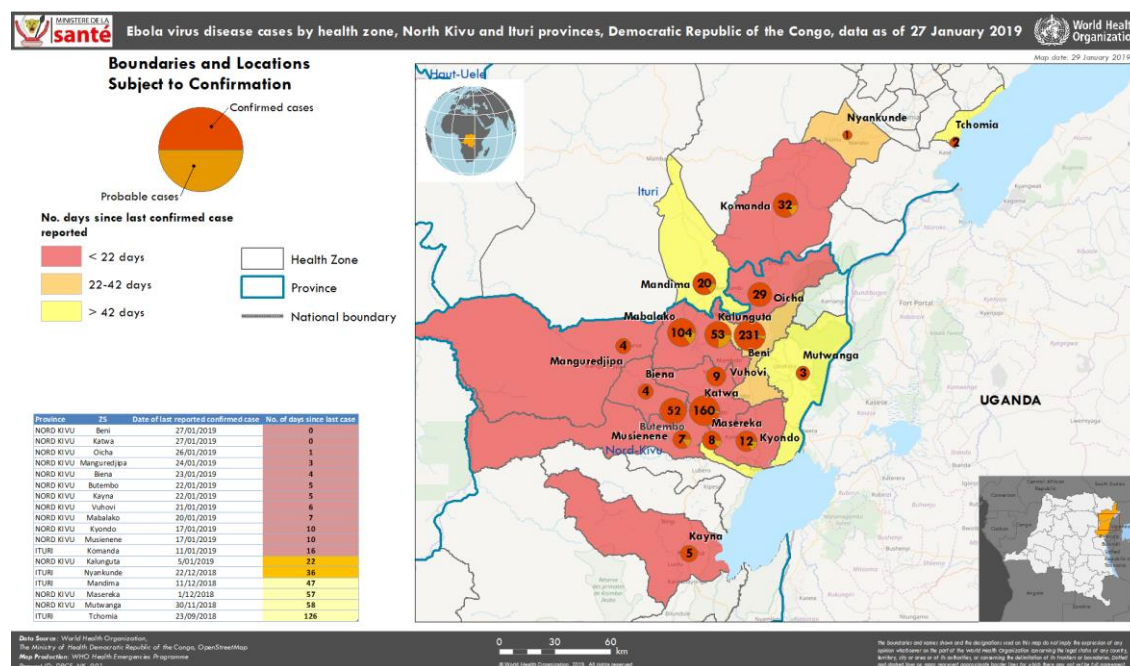 MINISTERE DE LA
santé
Ebola virus disease cases by health zone, North Kivu and Ituri provinces, Democratic Republic of the Congo, data as of 27 January 2019
World Health
Organization
Map date: 29 January 2019
Boundaries and Locations
Subject to Confirmation
Confirmed cases
Probable cases
No. days since last confirmed case
reported
< 22 days
22-42 days
> 42 days
Health Zone
Province
National boundary
Haut-Uele
Nyankunde
1
Tchomia
2
Ituri
Komanda
32
Mandima
20
29
Oicha
Mabalako
Kalunguta
104
53
231
4
Beni
Mutwanga
Manguredjipa
3
Biena
Vuhovi
9
4
Katwa
52
160
UGANDA
Butembo
Masereka
Musienene
7
8
12
Kyondo
Nord-Kivu
Kayna
5
Fort Portal
Province ZS Date of last reported confirmed case No. of days since last case
NORD KIVU Beni 27/01/2019 0
NORD KIVU Katwa 27/01/2019 0
NORD KIVU Oicha 26/01/2019 1
NORD KIVU Manguredjipa 24/01/2019 3
NORD KIVU Biena 23/01/2019 4
NORD KIVU Butembo 22/01/2019 5
NORD KIVU Kayna 22/01/2019 5
NORD KIVU Vuhovi 21/01/2019 6
NORD KIVU Mabalako 20/01/2019 7
NORD KIVU Kyondo 17/01/2019 10
NORD KIVU Musienene 17/01/2019 10
ITURI Komanda 11/01/2019 16
NORD KIVU Kalunguta 5/01/2019 22
ITURI Nyankunde 22/12/2018 36
ITURI Mandima 11/12/2018 47
NORD KIVU Masereka 1/12/2018 57
NORD KIVU Mutwanga 30/11/2018 58
ITURI Tchomia 23/09/2018 126
Data Source: World Health Organization,
The Ministry of Health Democratic Republic of the Congo, OpenStreetMap
Map Production: WHO Health Emergencies Programme
0 30 60
km
© World Health Organization, 2019. All rights reserved.